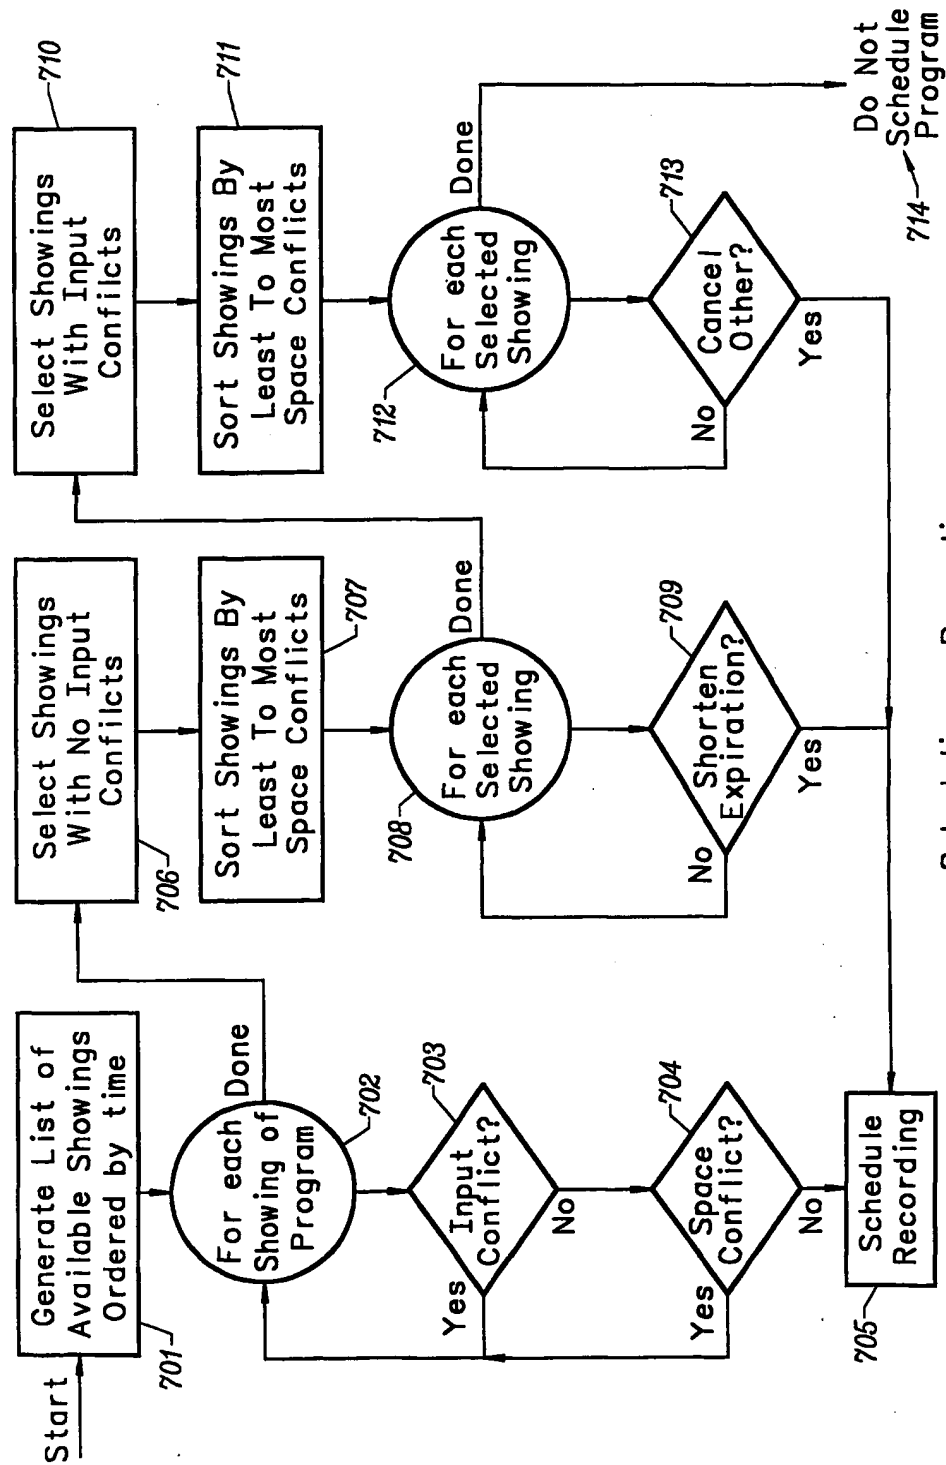 Start
Generate List of
Available Showings
Ordered by time
701
For each
Showing of
Program
702
Done
Input
Conflict?
703
Yes
No
Space
Conflict?
704
Yes
No
Schedule
Recording
705
Select Showings
With No Input
Confilcts
706
Sort Showings By
Least To Most
Space Conflicts
707
For each
Selected
Showing
708
Done
Shorten
Expiration?
709
No
Yes
Select Showings
With Input
Confilcts
710
Sort Showings By
Least To Most
Space Conflicts
711
For each
Selected
Showing
712
Done
Cancel
Other?
713
No
Yes
Do Not
Schedule
Program
714